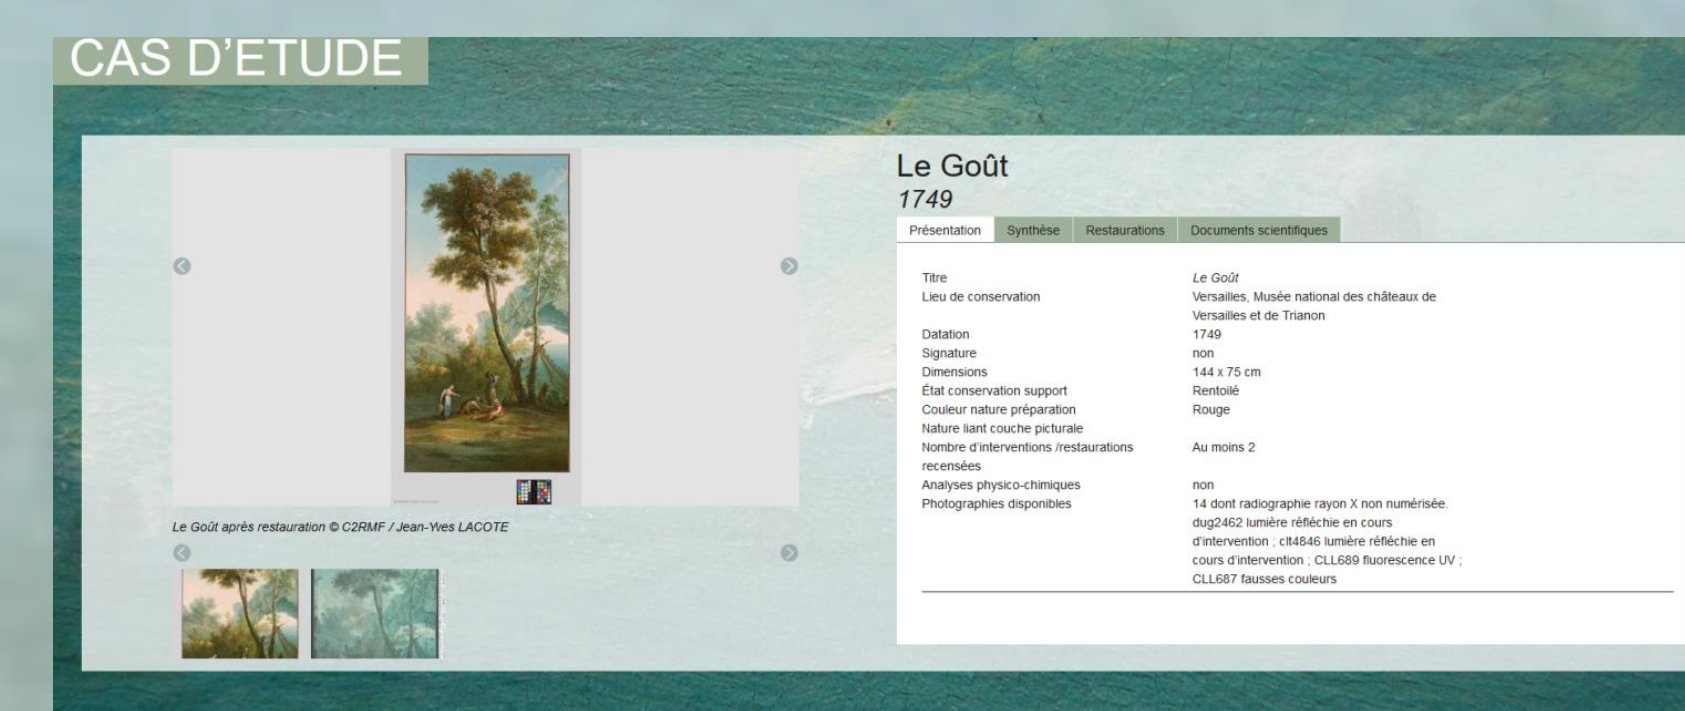 CAS D'ETUDE
Le Goût
1749
Présentation
Synthèse
Restaurations
Documents scientifiques
Titre
Le Goût
Lieu de conservation
Versailles, Musée national des châteaux de
Versailles et de Trianon
Datation
1749
Signature
non
Dimensions
144 x 75 cm
État conservation support
Rentoilé
Couleur nature préparation
Rouge
Nature liant couche picturale
Nombre d'interventions /restaurations
recensées
Au moins 2
Analyses physico-chimiques
non
Photographies disponibles
14 dont radiographie rayon X non numérisée.
dug2462 lumière réfléchie en cours
d'intervention ; clt4846 lumière réfléchie en
cours d'intervention ; CLL689 fluorescence UV ;
CLL687 fausses couleurs
Le Goût après restauration © C2RMF / Jean-Yves LACOTE